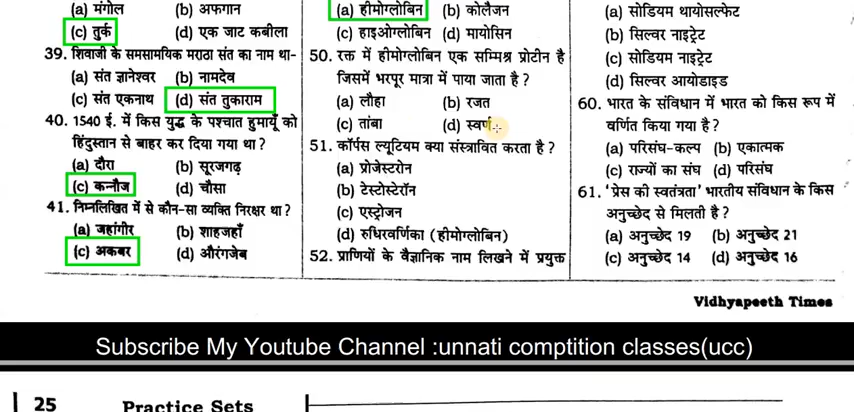 (a) मंगोल (b) अफगान
(c) तुर्क (d) एक जाट कबीला
39. शिवाजी के समसामयिक मराठा संत का नाम था-
(a) संत ज्ञानेश्वर (b) नामदेव
(c) संत एकनाथ (d) संत तुकाराम
40. 1540 ई. में किस युद्ध के पश्चात हुमायूँ को
हिंदुस्तान से बाहर कर दिया गया था ?
(a) दौरा (b) सूरजगढ़
(c) कन्नौज (d) चौसा
41. निम्नलिखित में से कौन-सा व्यक्ति निरक्षर था ?
(a) जहांगीर (b) शाहजहाँ
(c) अकबर (d) औरंगजेब
(a) हीमोग्लोबिन (b) कोलैजन
(c) हाइओग्लोबिन (d) मायोसिन
50. रक्त में हीमोग्लोबिन एक सम्मिश्र प्रोटीन है
जिसमें भरपूर मात्रा में पाया जाता है ?
(a) लौहा (b) रजत
(c) तांबा (d) स्वर्ण
51. कॉर्पस ल्यूटियम क्या संस्त्रावित करता है ?
(a) प्रोजेस्टरोन
(b) टेस्टोस्टेरॉन
(c) एस्ट्रोजन
(d) रुधिरवर्णिका (हीमोग्लोबिन)
52. प्राणियों के वैज्ञानिक नाम लिखने में प्रयुक्त
(a) सोडियम थायोसल्फेट
(b) सिल्वर नाइट्रेट
(c) सोडियम नाइट्रेट
(d) सिल्वर आयोडाइड
60. भारत के संविधान में भारत को किस रूप में
वर्णित किया गया है ?
(a) परिसंघ-कल्प (b) एकात्मक
(c) राज्यों का संघ (d) परिसंघ
61. 'प्रेस की स्वतंत्रता' भारतीय संविधान के किस
अनुच्छेद से मिलती है ?
(a) अनुच्छेद 19 (b) अनुच्छेद 21
(c) अनुच्छेद 14 (d) अनुच्छेद 16
Vidhyapeeth Times
Subscribe My Youtube Channel :unnati comptition classes(ucc)
25 Practice Sets